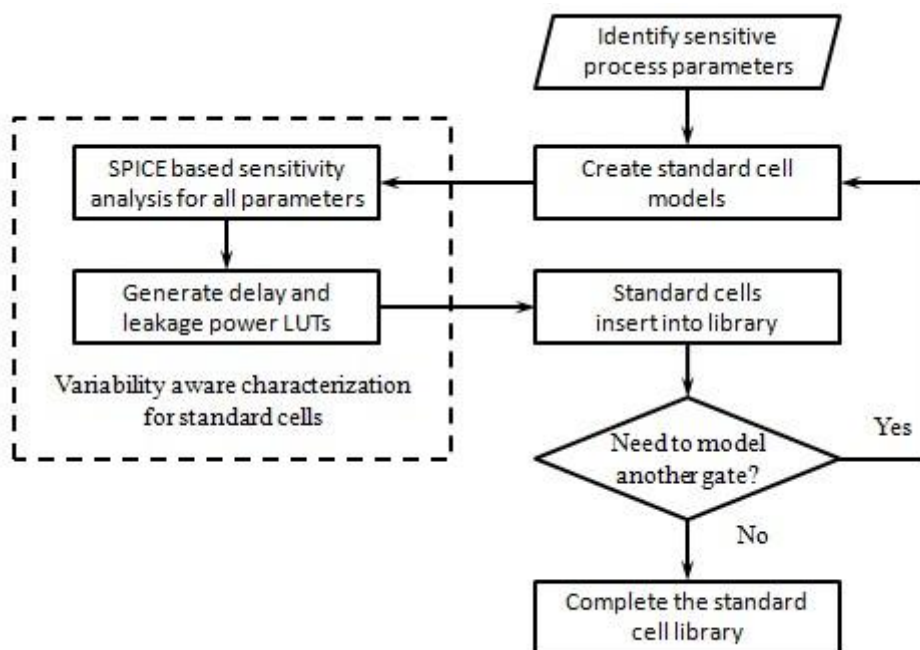 Identify sensitive
process parameters
Create standard cell
models
SPICE based sensitivity
analysis for all parameters
Generate delay and
leakage power LUTs
Variability aware characterization
for standard cells
Standard cells
insert into library
Need to model
another gate?
Yes
No
Complete the standard
cell library